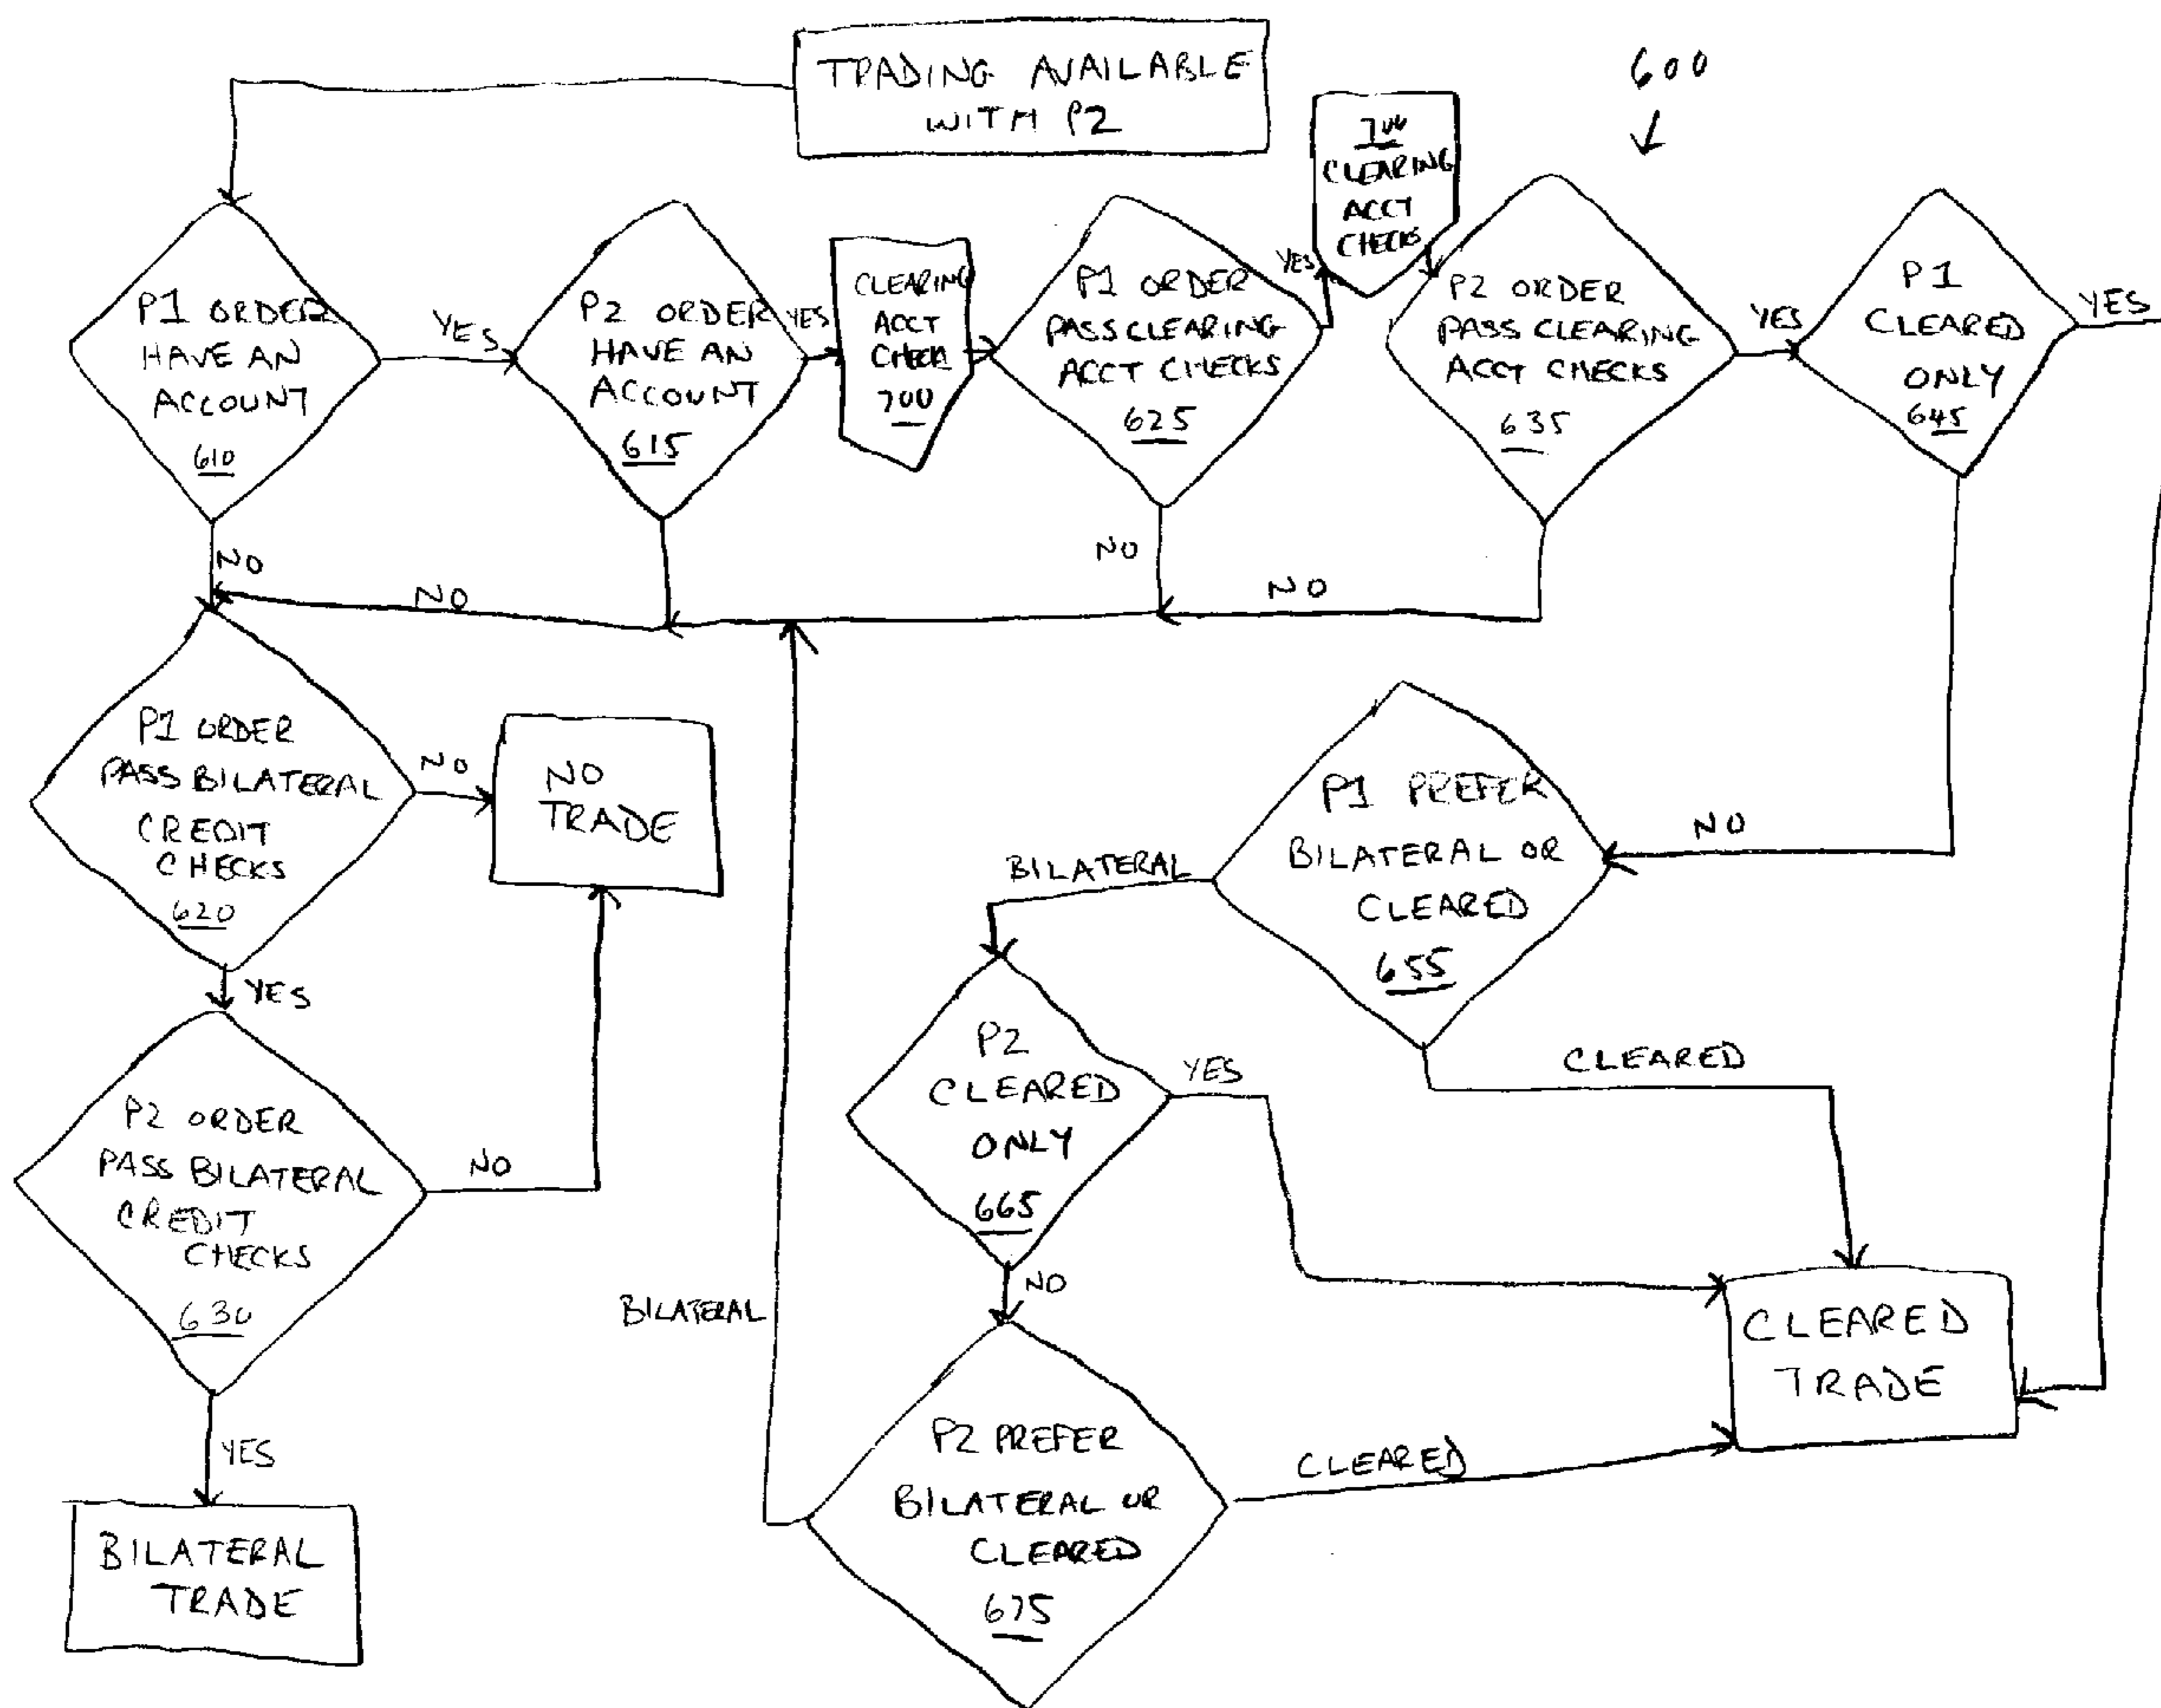 TRADING AVAILABLE
WITH P2
600
700
CLEARING
ACCT
CHECKS
P1 ORDER
HAVE AN
ACCOUNT
610
YES
P2 ORDER
HAVE AN
ACCOUNT
615
YES
CLEARING
ACCT
CHECK
700
P1 ORDER
PASS CLEARING
ACCT CHECKS
625
YES
P2 ORDER
PASS CLEARING
ACCT CHECKS
635
YES
P1
CLEARED
ONLY
645
YES
NO
NO
NO
NO
P1 ORDER
PASS BILATERAL
CREDIT
CHECKS
620
NO
NO
TRADE
YES
P1 PREFER
BILATERAL OR
CLEARED
655
NO
BILATERAL
CLEARED
P2
CLEARED
ONLY
665
YES
NO
P2 ORDER
PASS BILATERAL
CREDIT
CHECKS
630
NO
YES
BILATERAL
CLEARED
TRADE
P2 PREFER
BILATERAL OR
CLEARED
675
CLEARED
BILATERAL
TRADE